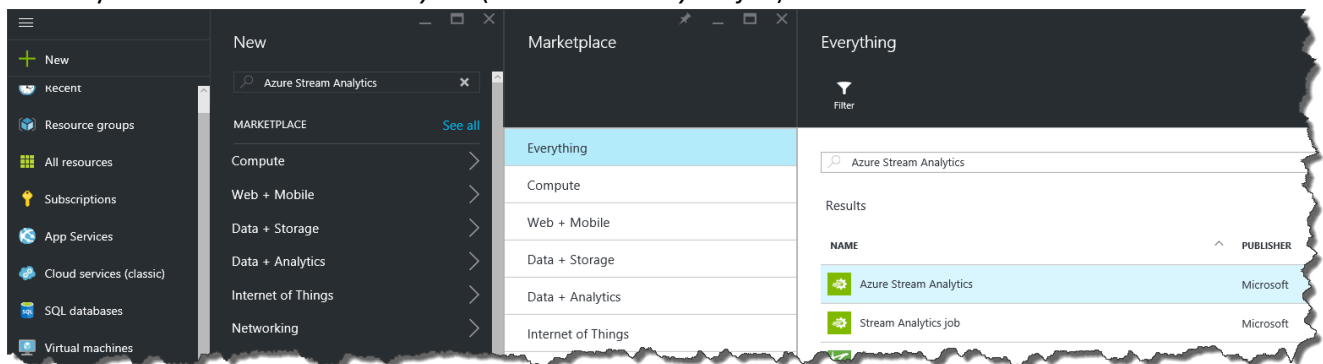 New
Recent
Resource groups
All resources
Subscriptions
App Services
Cloud services (classic)
SQL databases
Virtual machines
New
Azure Stream Analytics
MARKETPLACE See all
Compute
Web + Mobile
Data + Storage
Data + Analytics
Internet of Things
Networking
Marketplace
Everything
Compute
Web + Mobile
Data + Storage
Data + Analytics
Internet of Things
Everything
Filter
Azure Stream Analytics
Results
NAME PUBLISHER
Azure Stream Analytics Microsoft
Stream Analytics job Microsoft